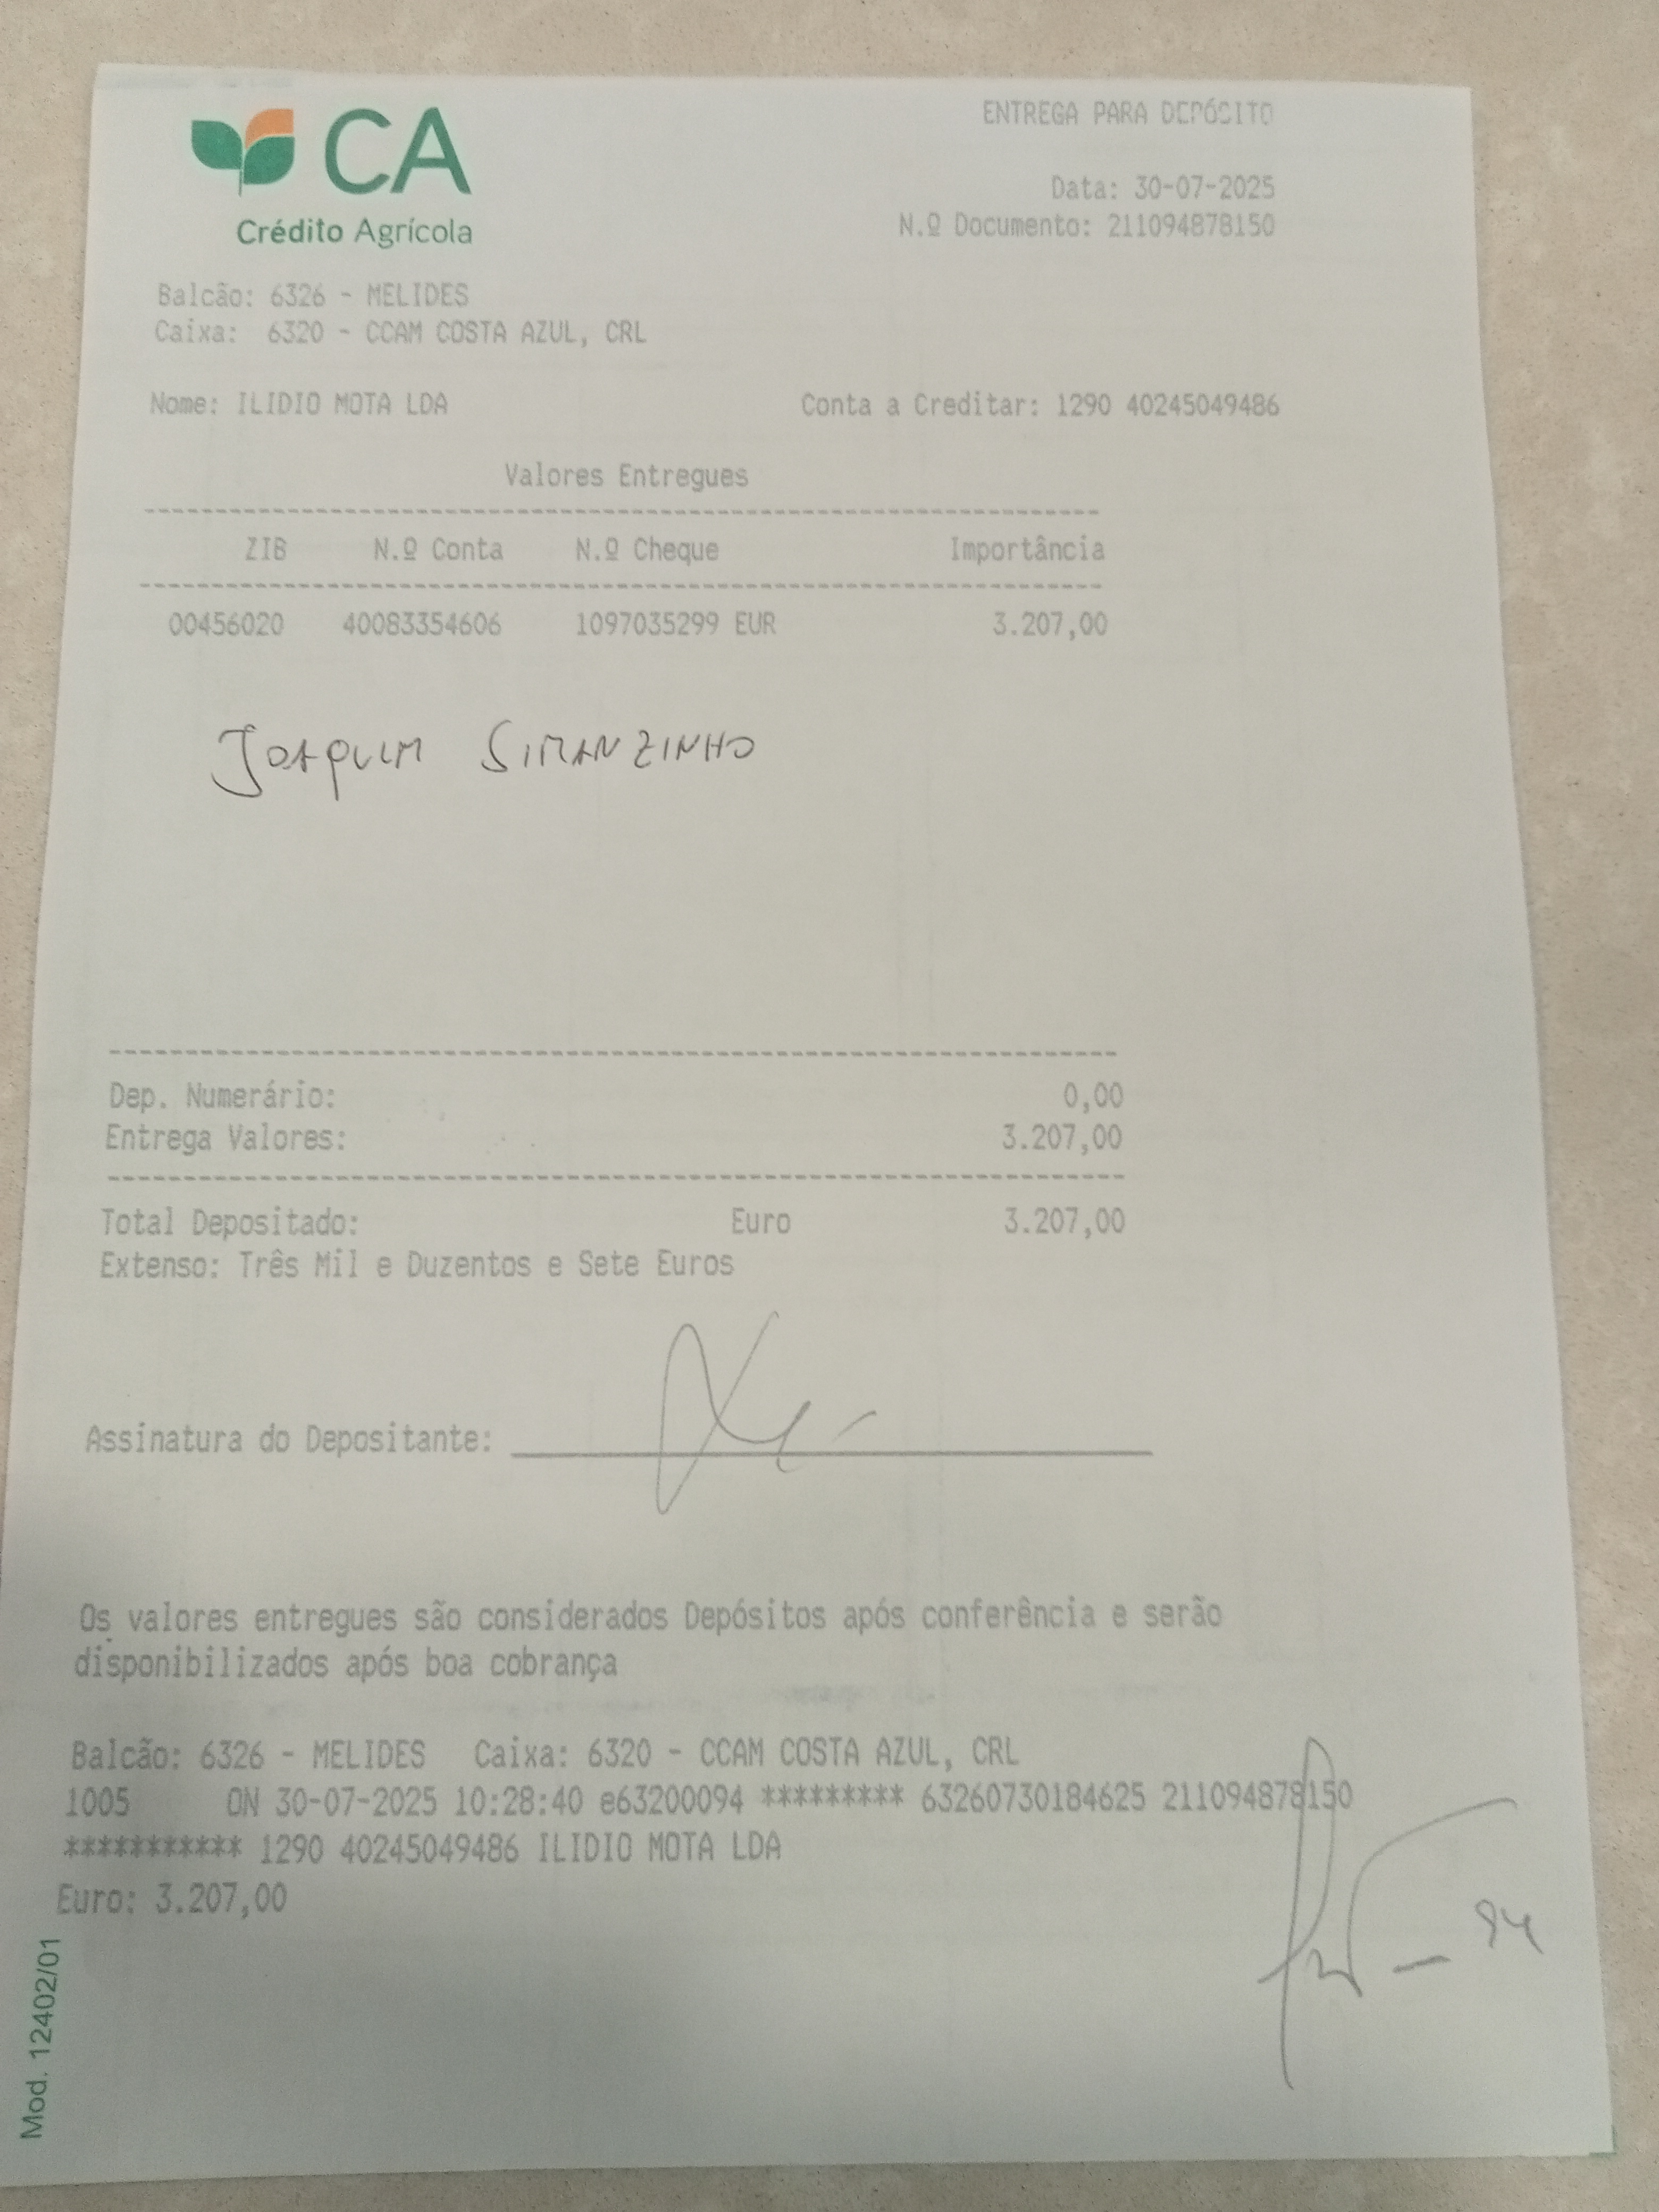 CA
Crédito Agrícola
ENTREGA PARA DEPÓSITO
Data: 30-07-2025
N.º Documento: 211094878150
Balcão: 6326 - MELIDES
Caixa: 6320 - CCAM COSTA AZUL, CRL
Nome: ILIDIO MOTA LDA Conta a Creditar: 1290 40245049486
Valores Entregues
ZIB N.º Conta N.º Cheque Importância
00456020 40083354606 1097035299 EUR 3.207,00
JOAQUIM SIMANZINHO
Dep. Numerário: 0,00
Entrega Valores: 3.207,00
Total Depositado: Euro 3.207,00
Extenso: Três Mil e Duzentos e Sete Euros
Assinatura do Depositante:
Os valores entregues são considerados Depósitos após conferência e serão
disponibilizados após boa cobrança
Balcão: 6326 - MELIDES Caixa: 6320 - CCAM COSTA AZUL, CRL
1005 ON 30-07-2025 10:28:40 e63200094 ********* 63260730184625 211094878150
*********** 1290 40245049486 ILIDIO MOTA LDA
Euro: 3.207,00
Mod. 12402/01